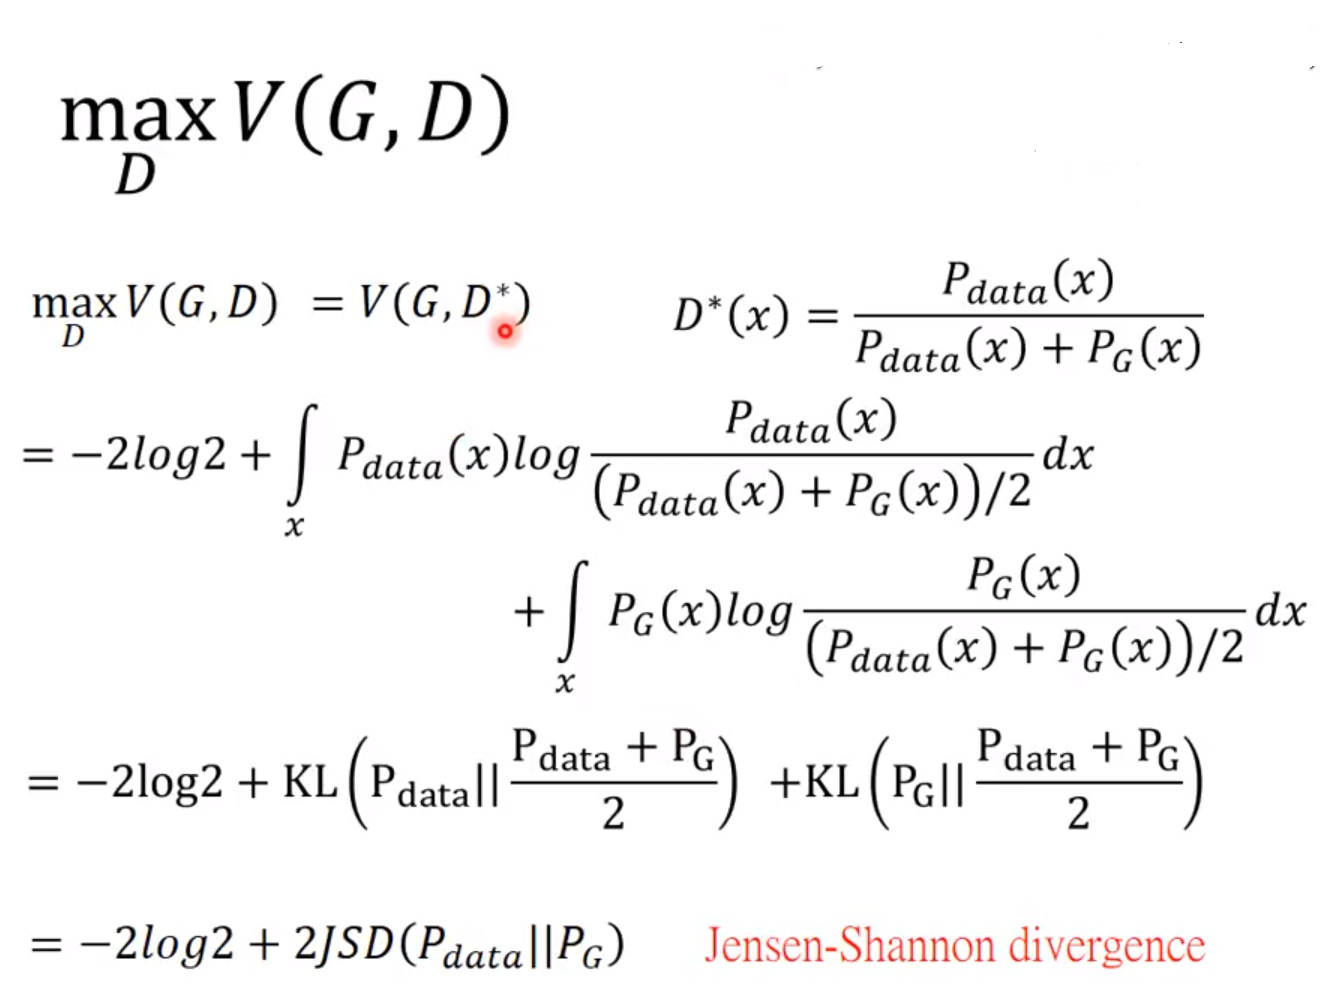 max V(G, D)
D
max V(G, D) = V(G, D*)
D
D*(x) = P_data(x) / (P_data(x) + P_G(x))
= −2log2 + ∫_x P_data(x)log P_data(x) / ((P_data(x) + P_G(x))/2) dx
+ ∫_x P_G(x)log P_G(x) / ((P_data(x) + P_G(x))/2) dx
= −2log2 + KL(P_data||(P_data + P_G)/2) +KL(P_G||(P_data + P_G)/2)
= −2log2 + 2JSD(P_data||P_G) Jensen-Shannon divergence